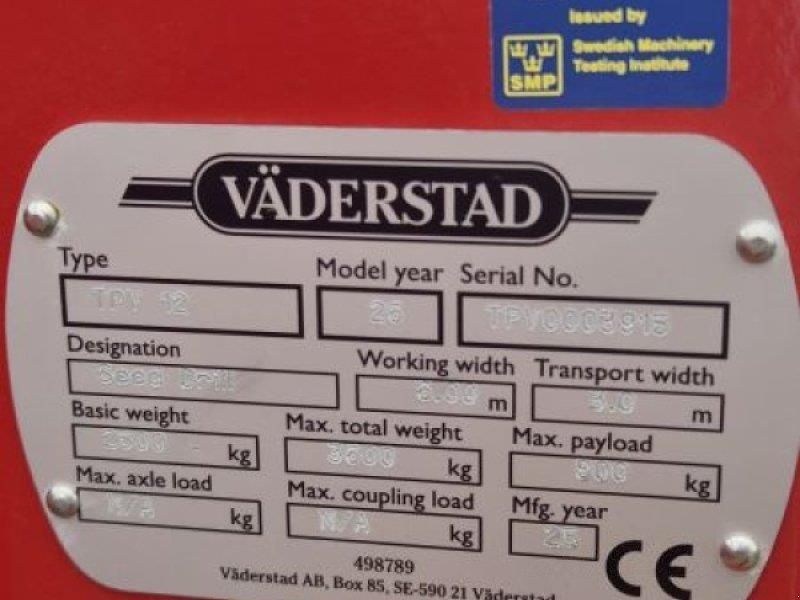 Issued by
Swedish Machinery
Testing Institute
SMP
VÄDERSTAD
Type
Model year
Serial No.
TPV 12
Designation
Working width
Transport width
Seed Drill
m
m
Basic weight
Max. total weight
Max. payload
kg
3500 kg
900 kg
Max. axle load
Max. coupling load
Mfg. year
N/A kg
N/A kg
25
CE
498789
Väderstad AB, Box 85, SE-590 21 Väderstad